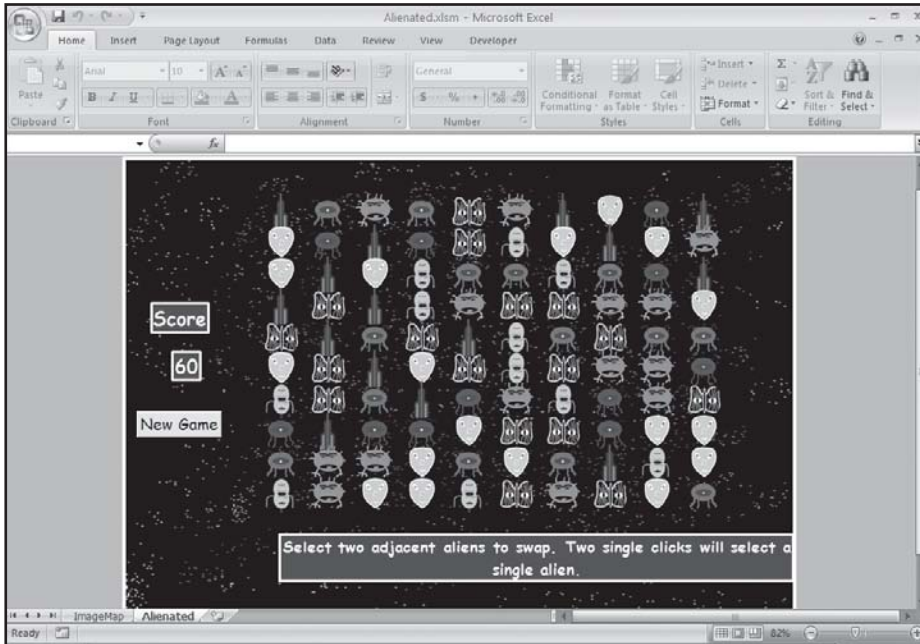 Alienated.xlsm - Microsoft Excel
Home Insert Page Layout Formulas Data Review View Developer
Paste
Arial 10 A A
B I U A
General
$ % ,
Conditional Formatting
Format as Table
Cell Styles
Insert
Delete
Format
Σ
Sort & Filter
Find & Select
Clipboard Font Alignment Number Styles Cells Editing
fx
Score
60
New Game
Select two adjacent aliens to swap. Two single clicks will select a
single alien.
ImageMap Alienated
Ready 82%